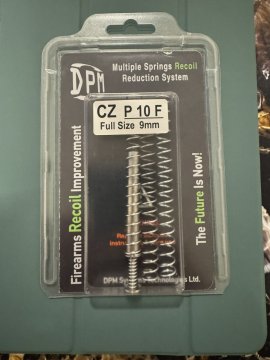 DPM
Multiple Springs Recoil
Reduction System
CZ P 10 F
Full Size 9mm
Firearms Recoil Improvement
The Future Is Now!
DPM Systems Technologies Ltd.